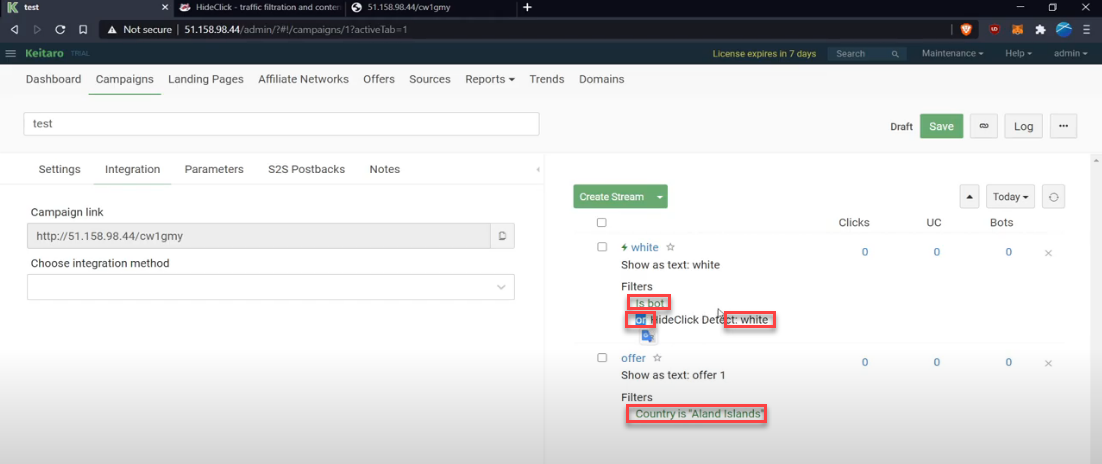 test
HideClick - traffic filtration and conten
51.158.98.44/cw1gmy
Not secure 51.158.98.44/admin/?#!/campaigns/1?activeTab=1
Keitaro TRIAL
License expires in 7 days
Search
Maintenance
Help
admin
Dashboard Campaigns Landing Pages Affiliate Networks Offers Sources Reports Trends Domains
test
Draft Save Log ...
Settings Integration Parameters S2S Postbacks Notes
Campaign link
http://51.158.98.44/cw1gmy
Choose integration method
Create Stream
Today
Clicks UC Bots
white 0 0 0
Show as text: white
Filters
Is bot
or HideClick Detect: white
offer 0 0 0
Show as text: offer 1
Filters
Country is "Aland Islands"